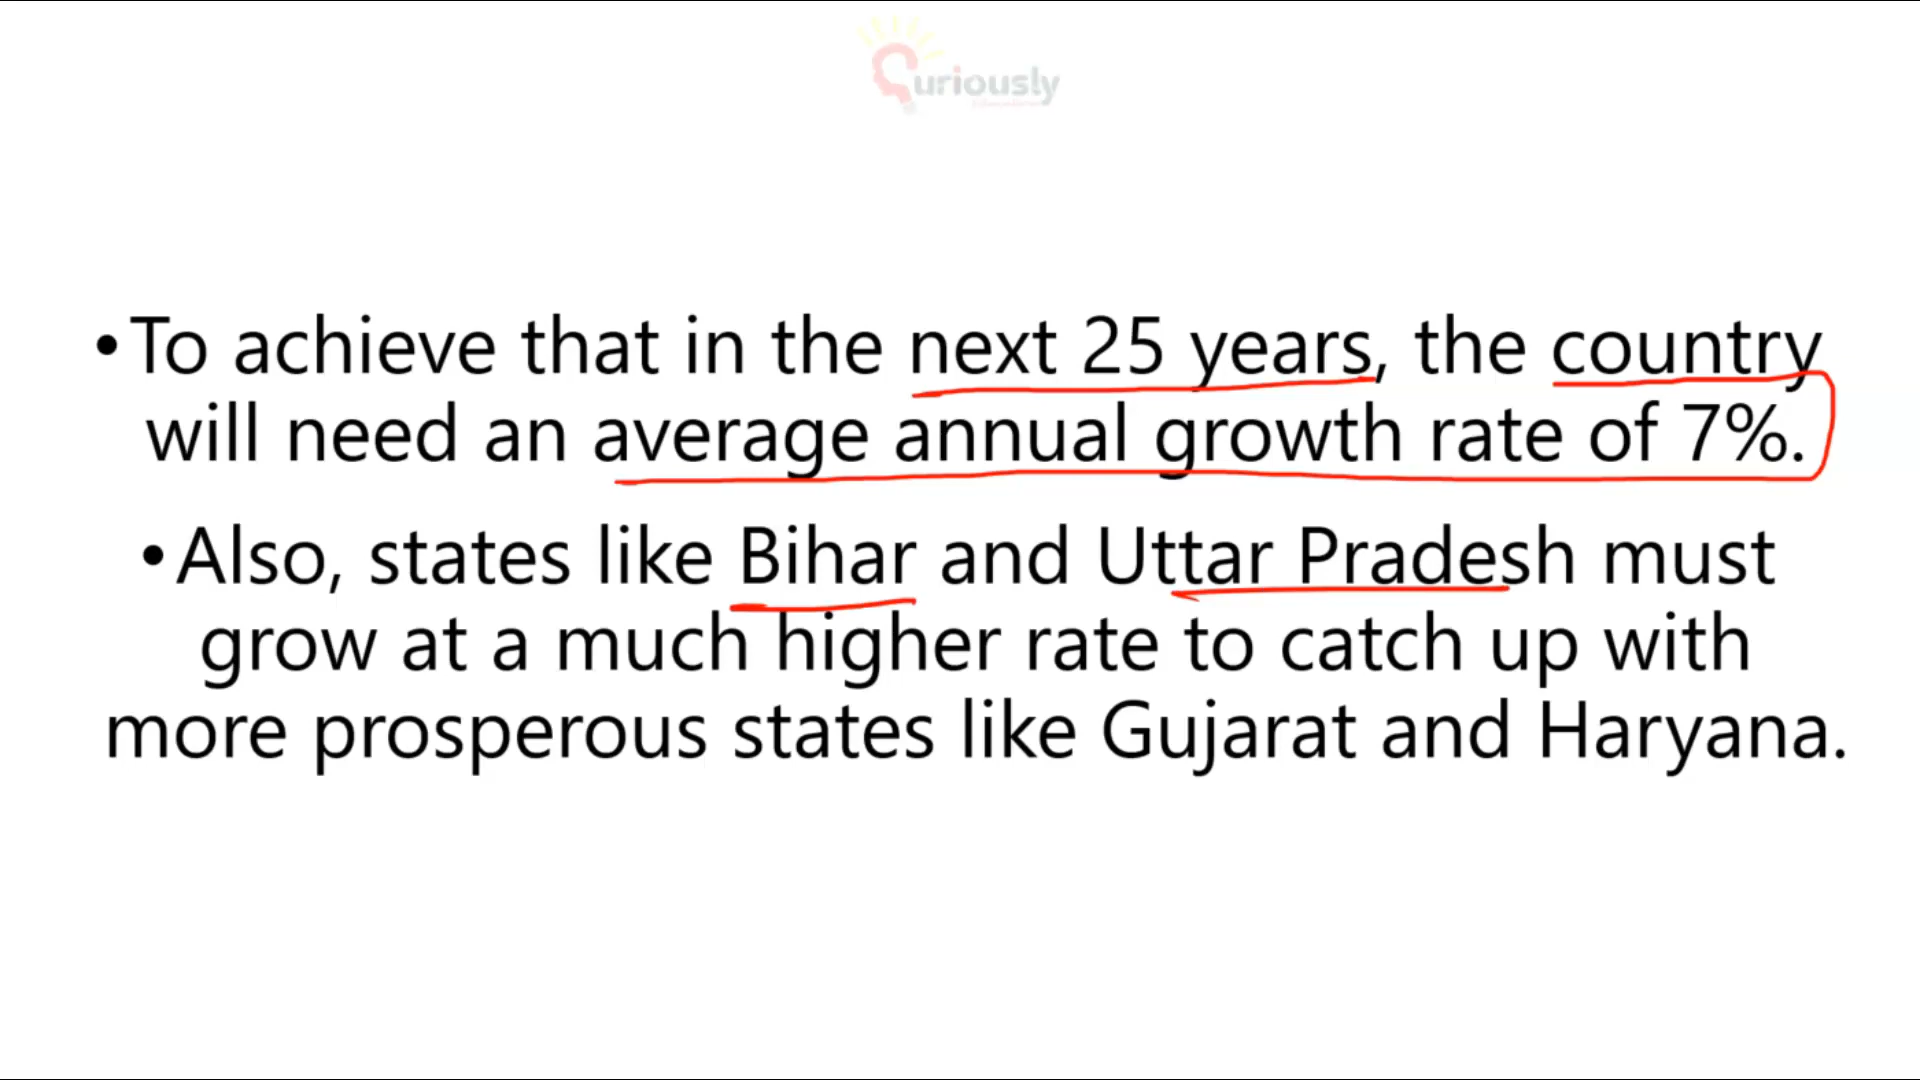 Curiously
•To achieve that in the next 25 years, the country
will need an average annual growth rate of 7%.
•Also, states like Bihar and Uttar Pradesh must
grow at a much higher rate to catch up with
more prosperous states like Gujarat and Haryana.